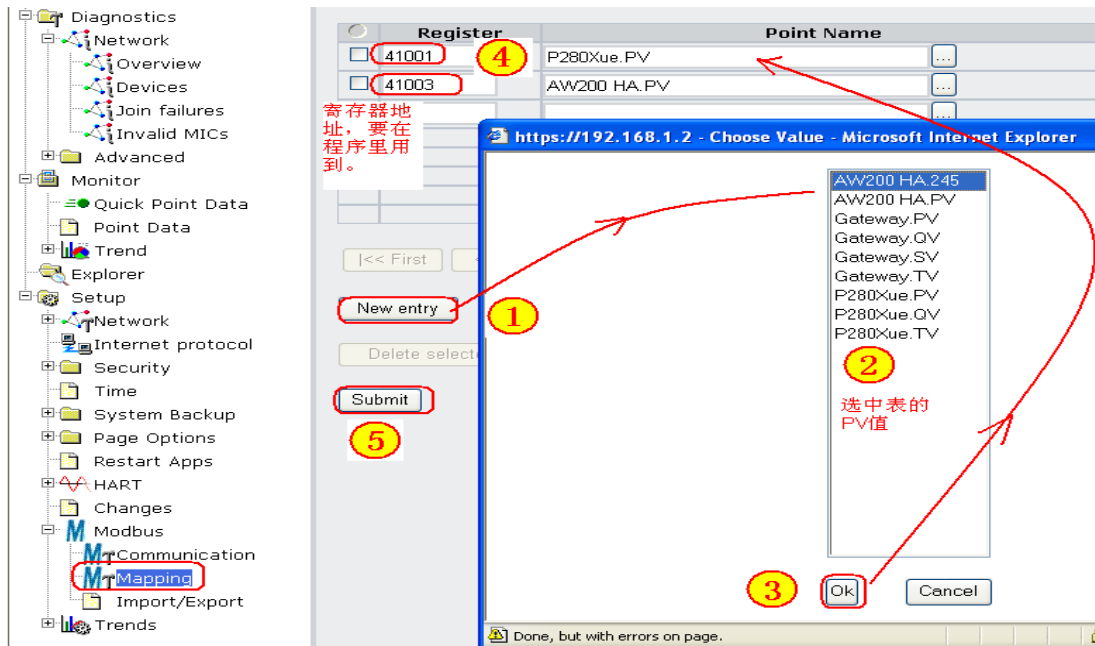 Diagnostics
Network
Overview
Devices
Join failures
Invalid MICs
Advanced
Monitor
Quick Point Data
Point Data
Trend
Explorer
Setup
Network
Internet protocol
Security
Time
System Backup
Page Options
Restart Apps
HART
Changes
Modbus
Communication
Mapping
Import/Export
Trends
Register
Point Name
41001
4
P280Xue.PV
...
41003
AW200 HA.PV
...
...
寄存器地
址，要在
程序里用
到。
|<< First
New entry
1
Delete
Submit
5
https://192.168.1.2 - Choose Value - Microsoft Internet Explorer
AW200 HA.245
AW200 HA.PV
Gateway.PV
Gateway.QV
Gateway.SV
Gateway.TV
P280Xue.PV
P280Xue.QV
P280Xue.TV
2
选中表的
PV值
3
Ok
Cancel
Done, but with errors on page.